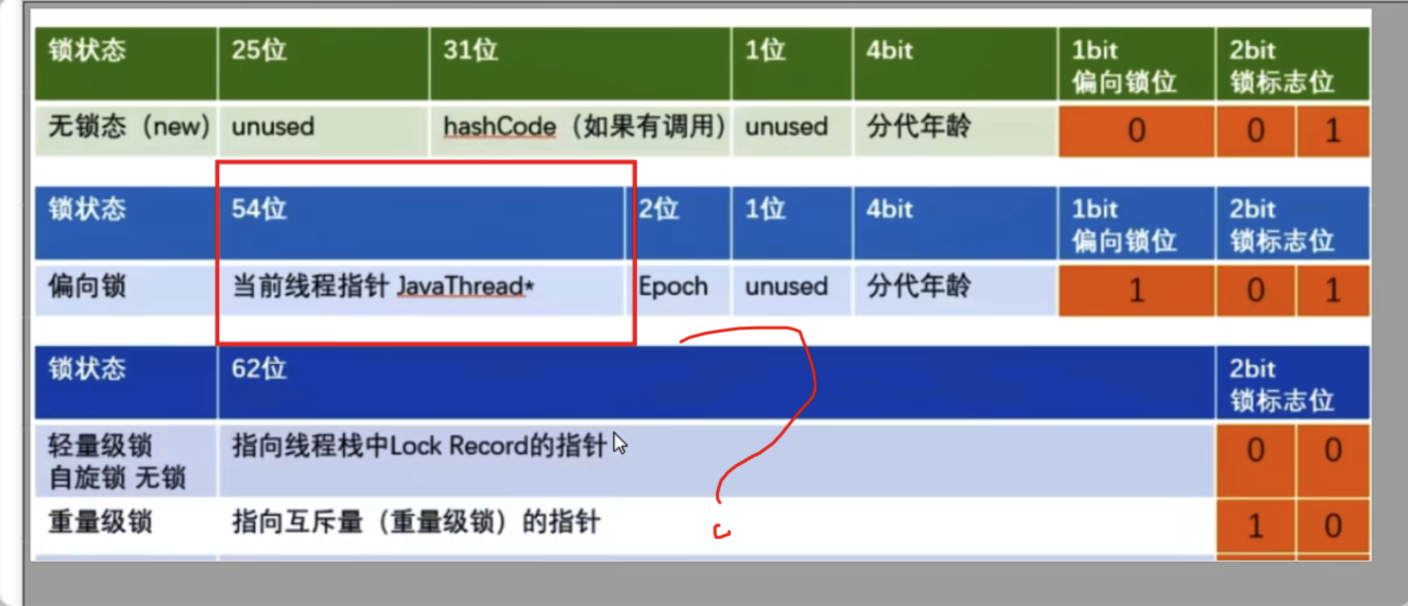 锁状态 25位 31位 1位 4bit 1bit 2bit
偏向锁位 锁标志位
无锁态（new） unused hashCode（如果有调用） unused 分代年龄 0 0 1
锁状态 54位 2位 1位 4bit 1bit 2bit
偏向锁位 锁标志位
偏向锁 当前线程指针 JavaThread* Epoch unused 分代年龄 1 0 1
锁状态 62位 2bit
锁标志位
轻量级锁 指向线程栈中Lock Record的指针 0 0
自旋锁 无锁
重量级锁 指向互斥量（重量级锁）的指针 1 0